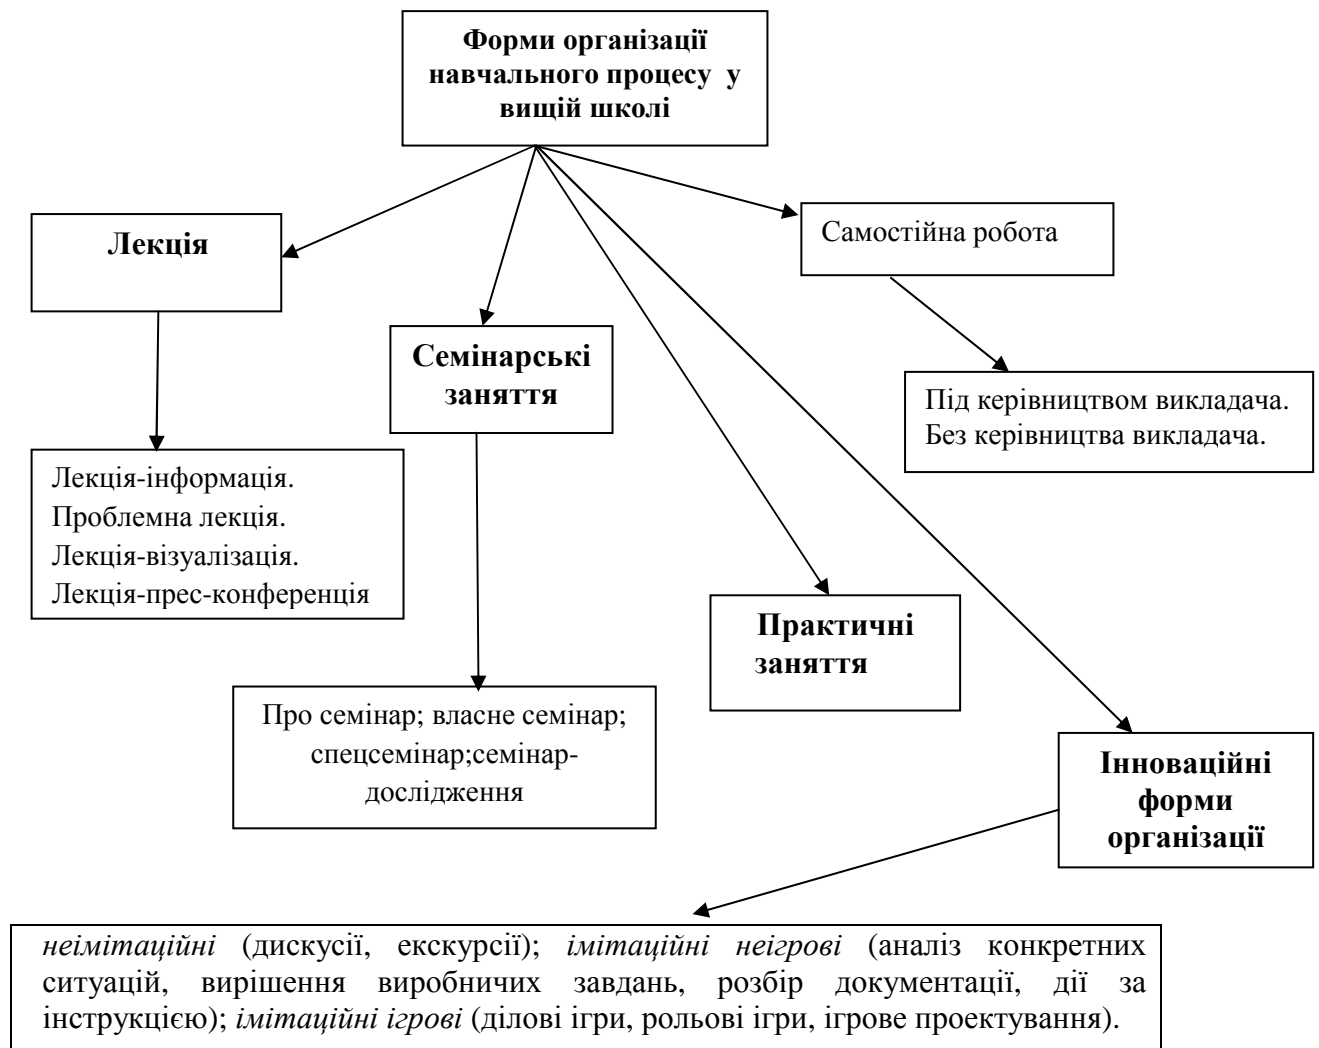 Форми організації
навчального процесу у
вищій школі
Лекція
Самостійна робота
Семінарські
заняття
Під керівництвом викладача.
Без керівництва викладача.
Лекція-інформація.
Проблемна лекція.
Лекція-візуалізація.
Лекція-прес-конференція
Практичні
заняття
Про семінар; власне семінар;
спецсемінар;семінар-
дослідження
Інноваційні
форми
організації
неімітаційні (дискусії, екскурсії); імітаційні неігрові (аналіз конкретних
ситуацій, вирішення виробничих завдань, розбір документації, дії за
інструкцією); імітаційні ігрові (ділові ігри, рольові ігри, ігрове проектування).